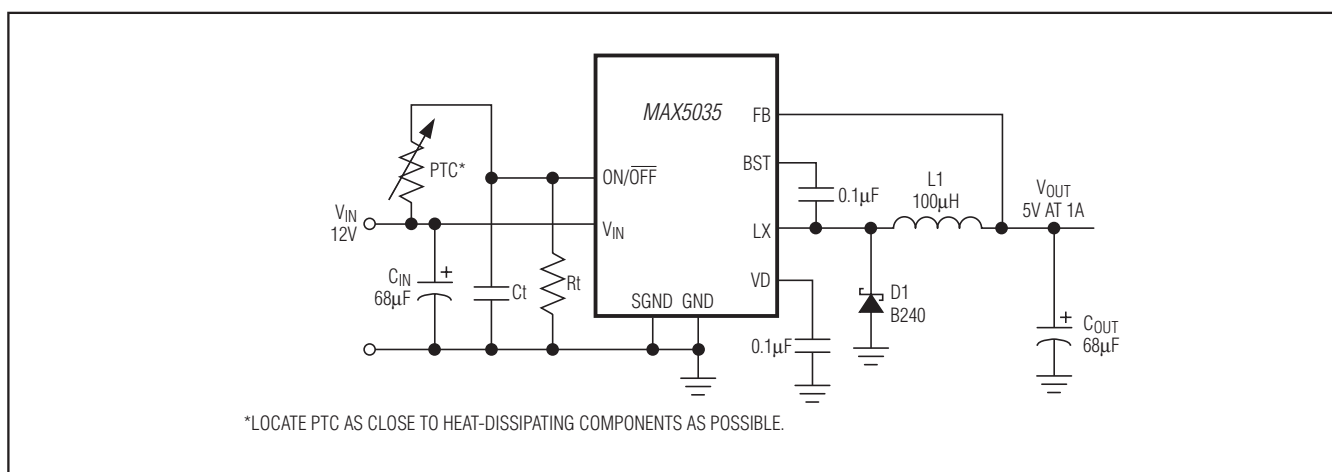 MAX5035
FB
BST
ON/OFF
PTC*
0.1µF
L1
100µH
VOUT
5V AT 1A
VIN
12V
VIN
LX
CIN
68µF
+
Ct
Rt
VD
SGND GND
D1
B240
0.1µF
COUT
68µF
+
*LOCATE PTC AS CLOSE TO HEAT-DISSIPATING COMPONENTS AS POSSIBLE.